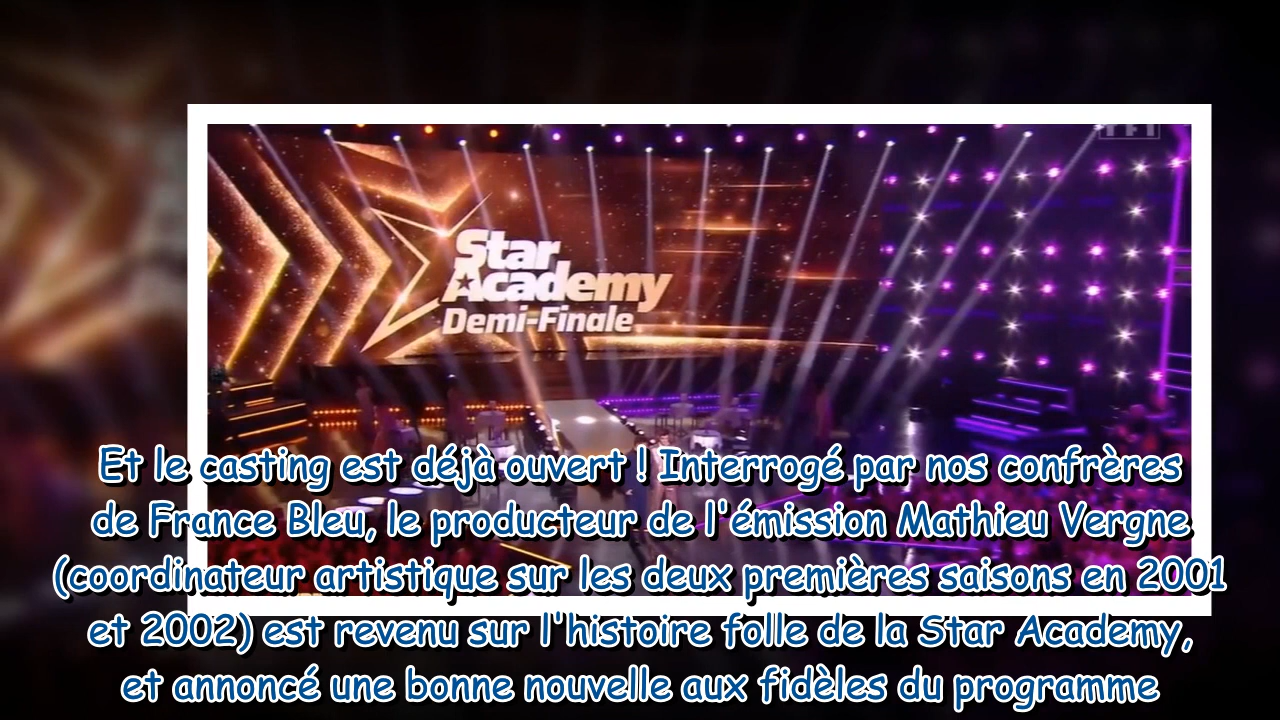 TF1
Star
Academy
Demi-Finale
Et le casting est déjà ouvert ! Interrogé par nos confrères
de France Bleu, le producteur de l'émission Mathieu Vergne
(coordinateur artistique sur les deux premières saisons en 2001
et 2002) est revenu sur l'histoire folle de la Star Academy,
et annoncé une bonne nouvelle aux fidèles du programme